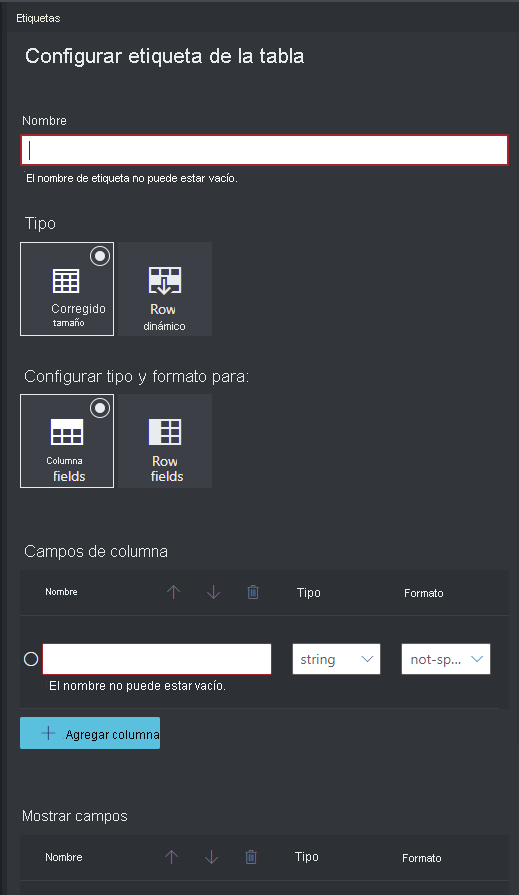 Etiquetas
Configurar etiqueta de la tabla
Nombre
El nombre de etiqueta no puede estar vacío.
Tipo
Corregido
tamaño
Row
dinámico
Configurar tipo y formato para:
Columna
fields
Row
fields
Campos de columna
Nombre Tipo Formato
string not-sp...
El nombre no puede estar vacío.
Agregar columna
Mostrar campos
Nombre Tipo Formato